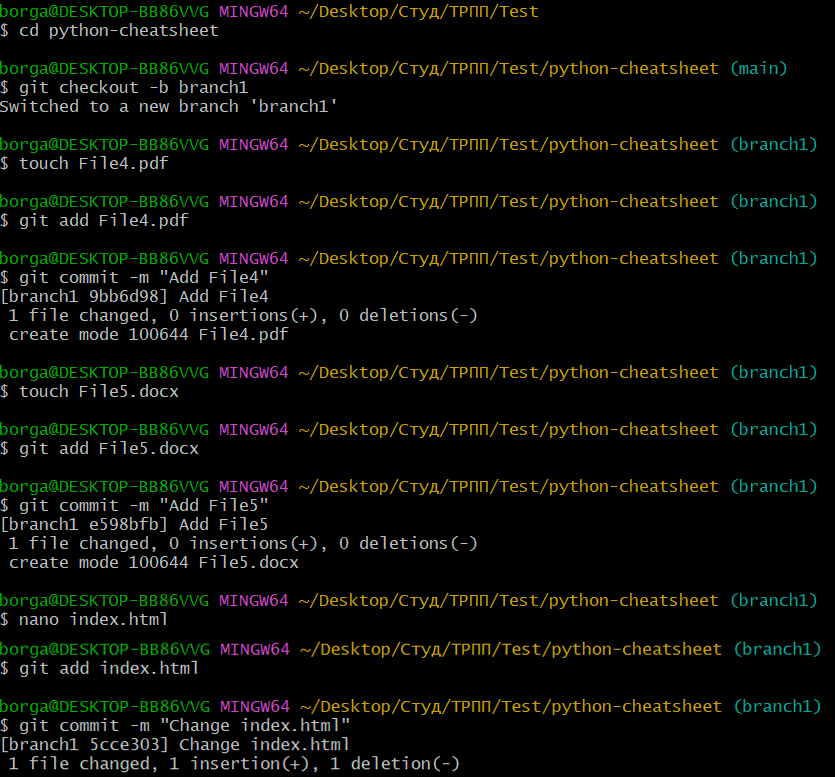 borga@DESKTOP-BB86VVG MINGW64 ~/Desktop/Студ/ТРПП/Test
$ cd python-cheatsheet
borga@DESKTOP-BB86VVG MINGW64 ~/Desktop/Студ/ТРПП/Test/python-cheatsheet (main)
$ git checkout -b branch1
Switched to a new branch 'branch1'
borga@DESKTOP-BB86VVG MINGW64 ~/Desktop/Студ/ТРПП/Test/python-cheatsheet (branch1)
$ touch File4.pdf
borga@DESKTOP-BB86VVG MINGW64 ~/Desktop/Студ/ТРПП/Test/python-cheatsheet (branch1)
$ git add File4.pdf
borga@DESKTOP-BB86VVG MINGW64 ~/Desktop/Студ/ТРПП/Test/python-cheatsheet (branch1)
$ git commit -m "Add File4"
[branch1 9bb6d98] Add File4
 1 file changed, 0 insertions(+), 0 deletions(-)
 create mode 100644 File4.pdf
borga@DESKTOP-BB86VVG MINGW64 ~/Desktop/Студ/ТРПП/Test/python-cheatsheet (branch1)
$ touch File5.docx
borga@DESKTOP-BB86VVG MINGW64 ~/Desktop/Студ/ТРПП/Test/python-cheatsheet (branch1)
$ git add File5.docx
borga@DESKTOP-BB86VVG MINGW64 ~/Desktop/Студ/ТРПП/Test/python-cheatsheet (branch1)
$ git commit -m "Add File5"
[branch1 e598bfb] Add File5
 1 file changed, 0 insertions(+), 0 deletions(-)
 create mode 100644 File5.docx
borga@DESKTOP-BB86VVG MINGW64 ~/Desktop/Студ/ТРПП/Test/python-cheatsheet (branch1)
$ nano index.html
borga@DESKTOP-BB86VVG MINGW64 ~/Desktop/Студ/ТРПП/Test/python-cheatsheet (branch1)
$ git add index.html
borga@DESKTOP-BB86VVG MINGW64 ~/Desktop/Студ/ТРПП/Test/python-cheatsheet (branch1)
$ git commit -m "Change index.html"
[branch1 5cce303] Change index.html
 1 file changed, 1 insertion(+), 1 deletion(-)